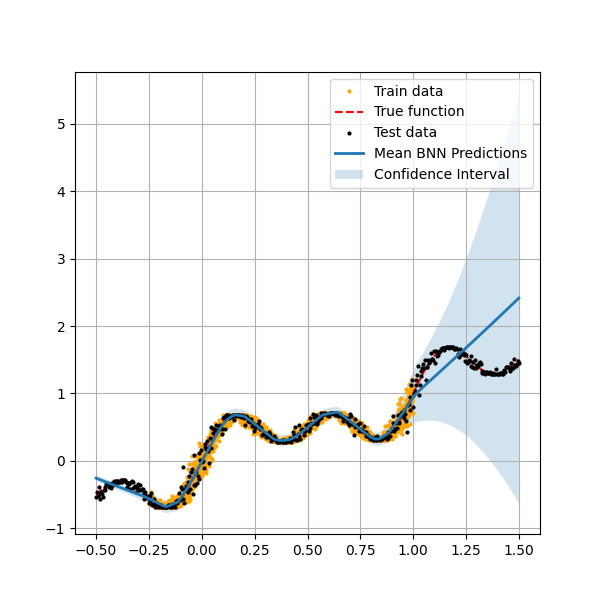 Train data
True function
Test data
Mean BNN Predictions
Confidence Interval
5
4
3
2
1
0
−1
−0.50 −0.25 0.00 0.25 0.50 0.75 1.00 1.25 1.50